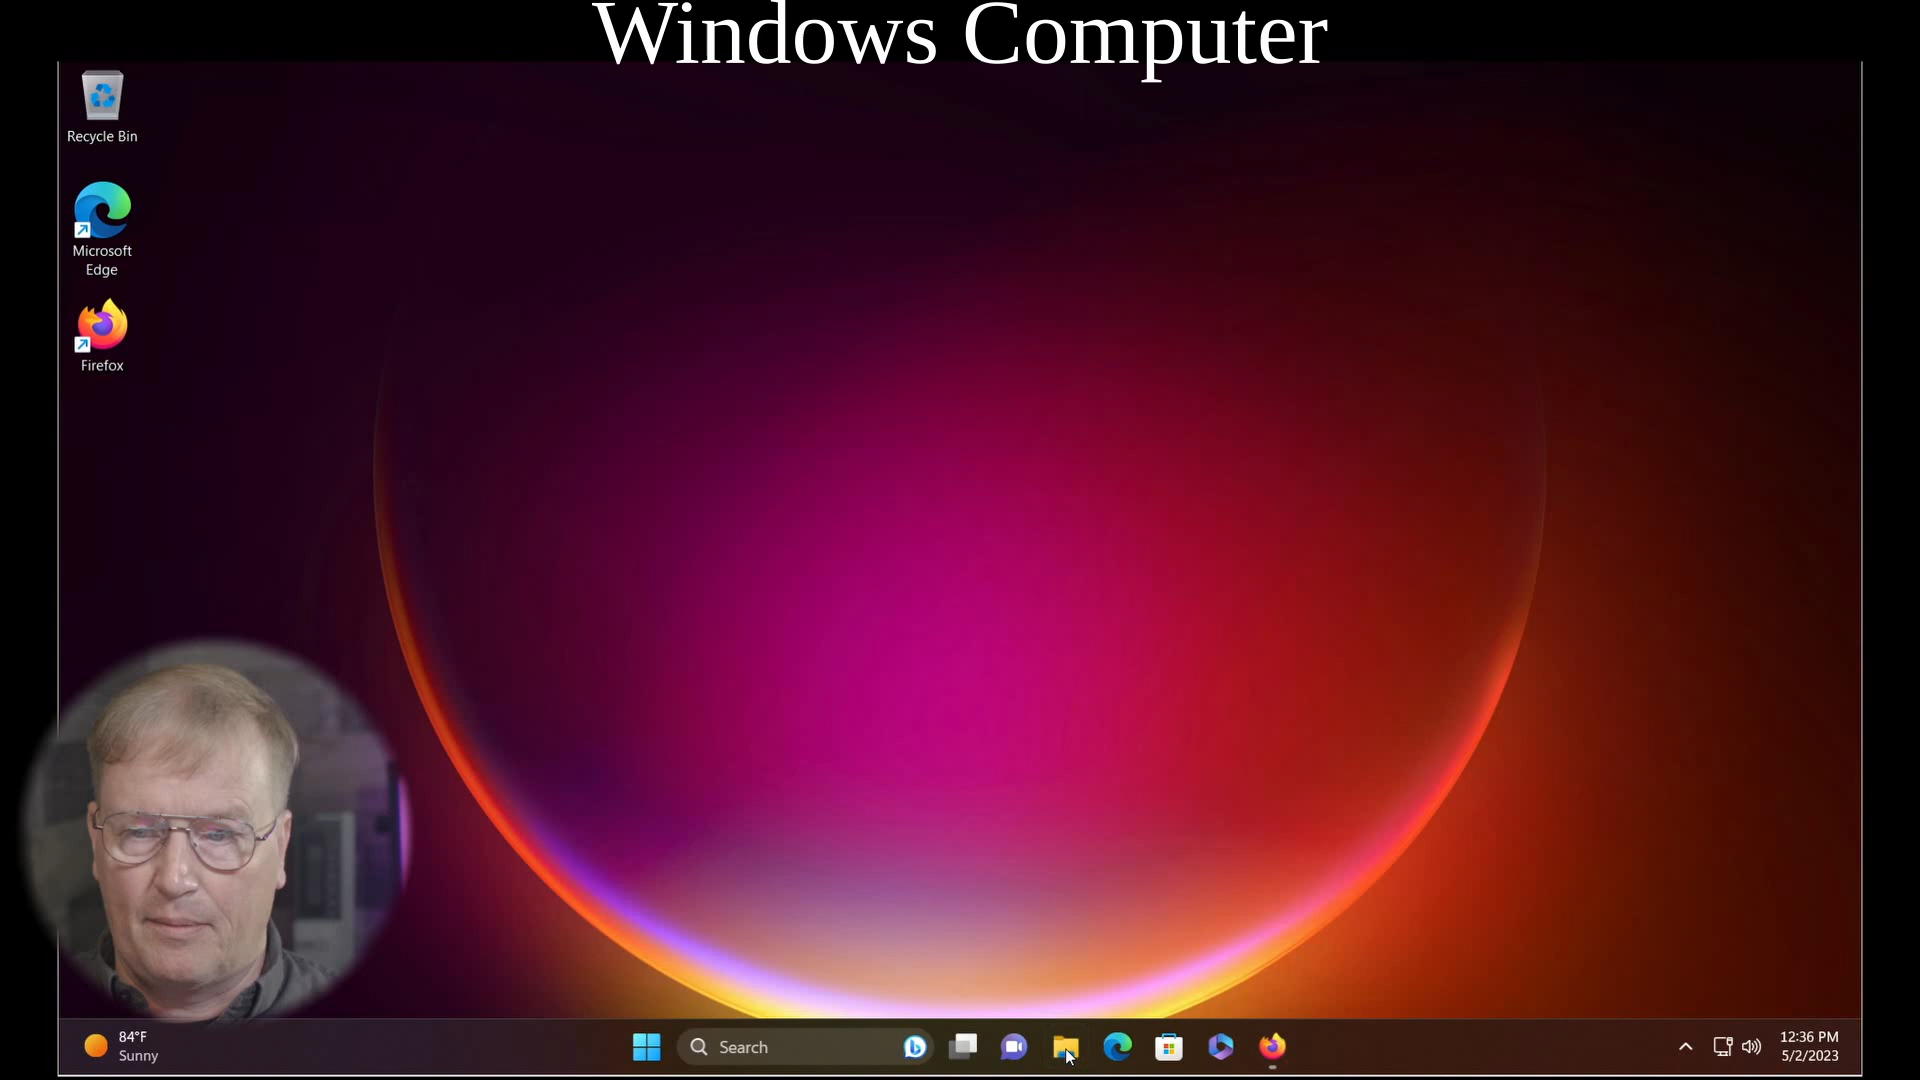 Windows Computer
Recycle Bin
Microsoft
Edge
Firefox
84°F
Sunny
Search
12:36 PM
5/2/2023